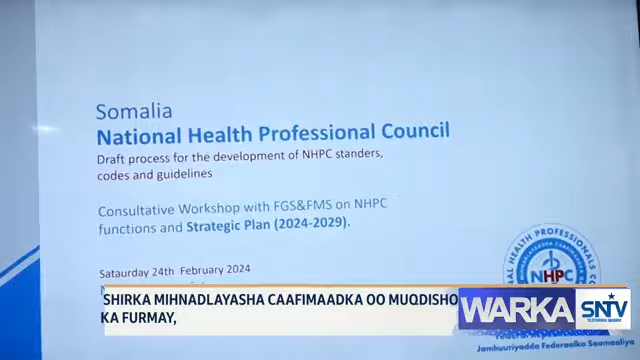 Somalia
National Health Professional Council
Draft process for the development of NHPC standers,
codes and guidelines
Consultative Workshop with FGS&FMS on NHPC
functions and Strategic Plan (2024-2029).
Sataurday 24th February 2024
NHPC
SHIRKA MIHNADLAYASHA CAAFIMAADKA OO MUQDISHO
KA FURMAY,
WARKA
SNTV
Jamhuuriyadda Federaalka Soomaaliya